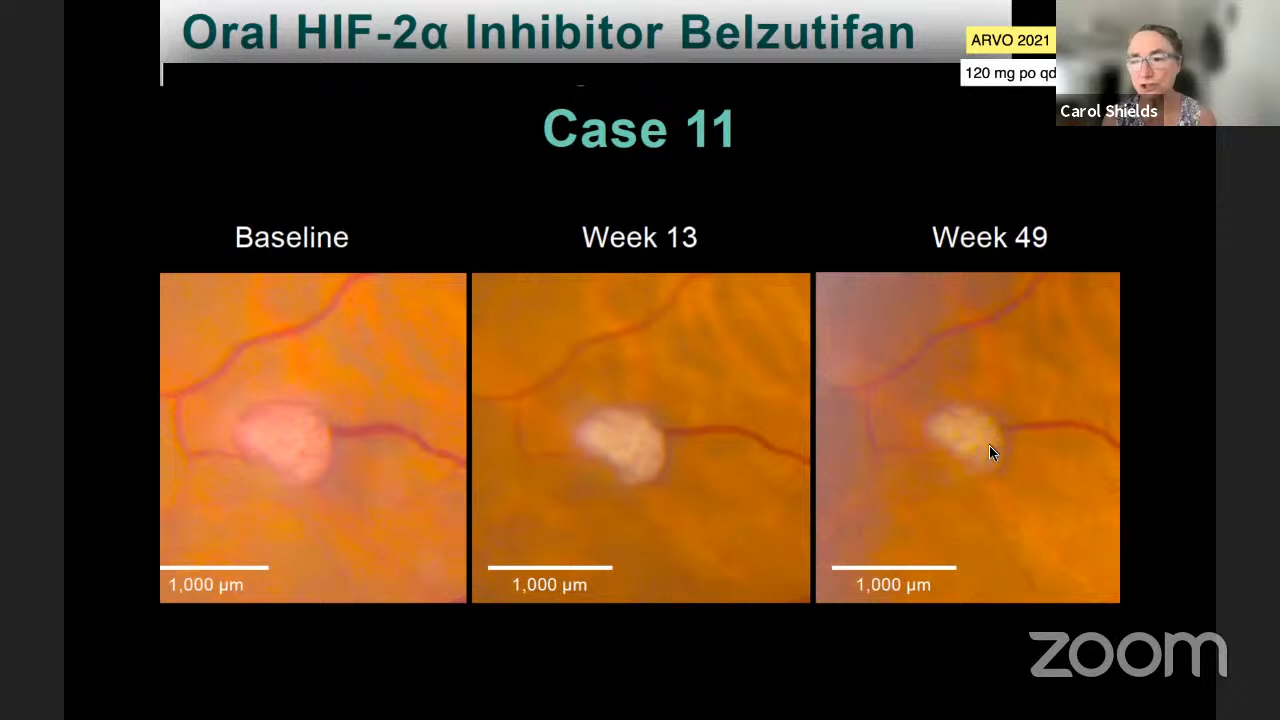 Oral HIF-2α Inhibitor Belzutifan
ARVO 2021
120 mg po qd
Carol Shields
Case 11
Baseline
Week 13
Week 49
1,000 µm
1,000 µm
1,000 µm
zoom